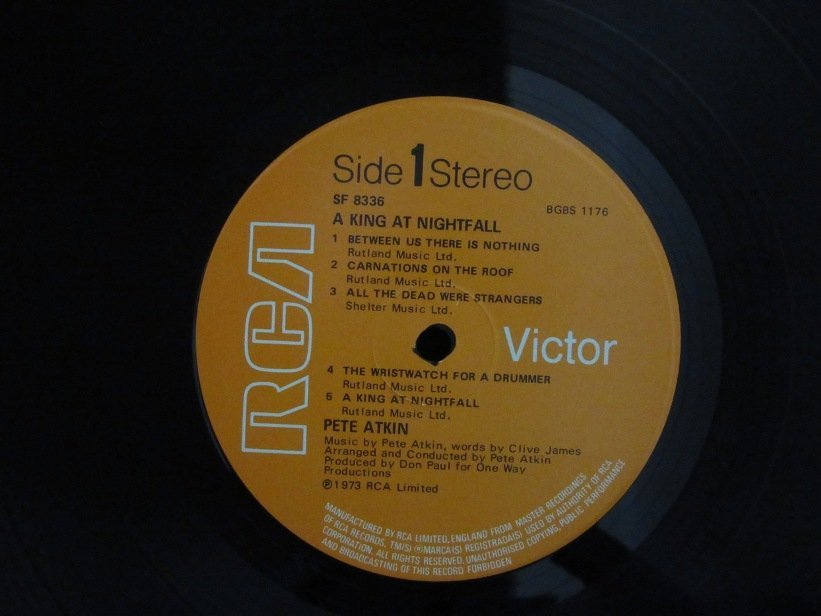 Side 1 Stereo
SF 8336
BGBS 1176
A KING AT NIGHTFALL
1 BETWEEN US THERE IS NOTHING
Rutland Music Ltd.
2 CARNATIONS ON THE ROOF
Rutland Music Ltd.
3 ALL THE DEAD WERE STRANGERS
Shelter Music Ltd.
RCA
Victor
4 THE WRISTWATCH FOR A DRUMMER
Rutland Music Ltd.
5 A KING AT NIGHTFALL
Rutland Music Ltd.
PETE ATKIN
Music by Pete Atkin, words by Clive James
Arranged and Conducted by Pete Atkin
Produced by Don Paul for One Way
Productions
℗1973 RCA Limited
MANUFACTURED BY RCA LIMITED, ENGLAND FROM MASTER RECORDINGS
OF RCA RECORDS, TM(S) ®MARCA(S) REGISTRADA(S) USED BY AUTHORITY OF RCA
CORPORATION, ALL RIGHTS RESERVED. UNAUTHORISED COPYING, PUBLIC PERFORMANCE
AND BROADCASTING OF THIS RECORD FORBIDDEN